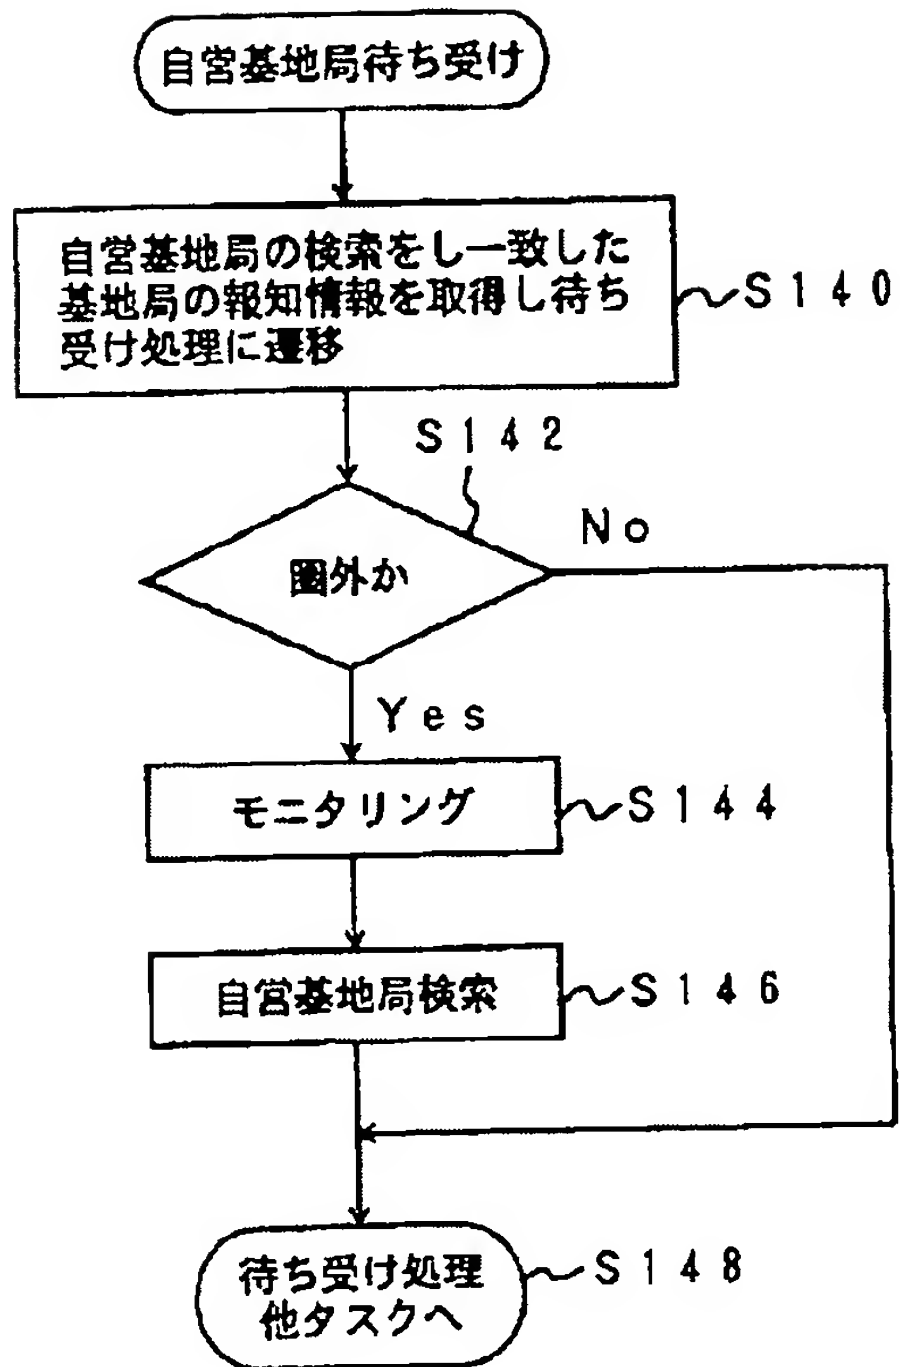 自営基地局待ち受け
自営基地局の検索をし一致した
基地局の報知情報を取得し待ち
受け処理に遷移
S140
S142
圏外か
No
Yes
モニタリング
S144
自営基地局検索
S146
待ち受け処理
他タスクへ
S148